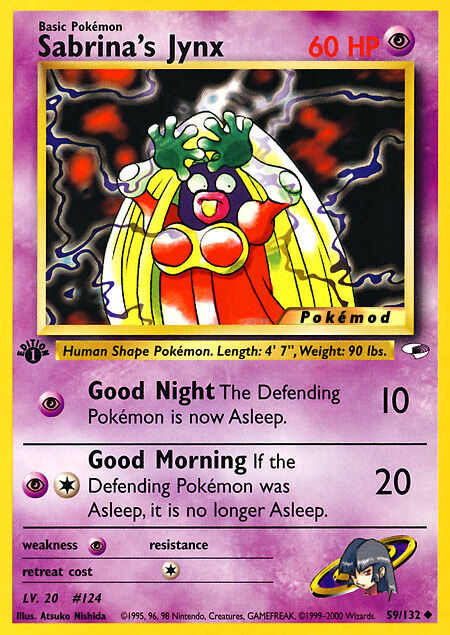 Basic Pokémon
Sabrina's Jynx 60 HP
Pokémod
EDITION 1
Human Shape Pokémon. Length: 4' 7", Weight: 90 lbs.
Good Night The Defending
Pokémon is now Asleep. 10
Good Morning If the
Defending Pokémon was
Asleep, it is no longer Asleep. 20
weakness resistance
retreat cost
LV. 20 #124
Illus. Atsuko Nishida ©1995, 96, 98 Nintendo, Creatures, GAMEFREAK. ©1999-2000 Wizards. 59/132